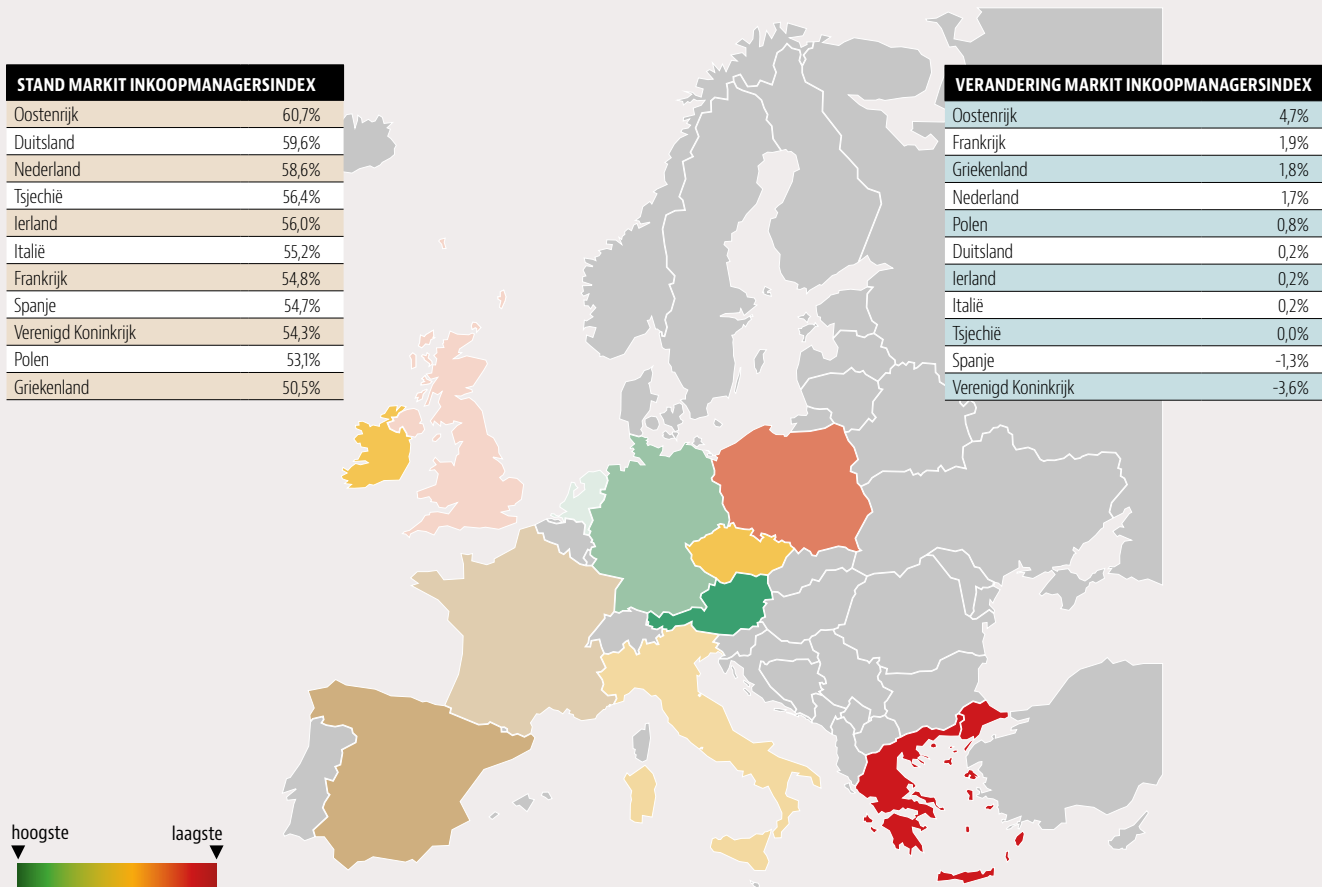 STAND MARKIT INKOOPMANAGERSINDEX
Oostenrijk 60,7%
Duitsland 59,6%
Nederland 58,6%
Tsjechië 56,4%
Ierland 56,0%
Italië 55,2%
Frankrijk 54,8%
Spanje 54,7%
Verenigd Koninkrijk 54,3%
Polen 53,1%
Griekenland 50,5%
VERANDERING MARKIT INKOOPMANAGERSINDEX
Oostenrijk 4,7%
Frankrijk 1,9%
Griekenland 1,8%
Nederland 1,7%
Polen 0,8%
Duitsland 0,2%
Ierland 0,2%
Italië 0,2%
Tsjechië 0,0%
Spanje -1,3%
Verenigd Koninkrijk -3,6%
hoogste laagste